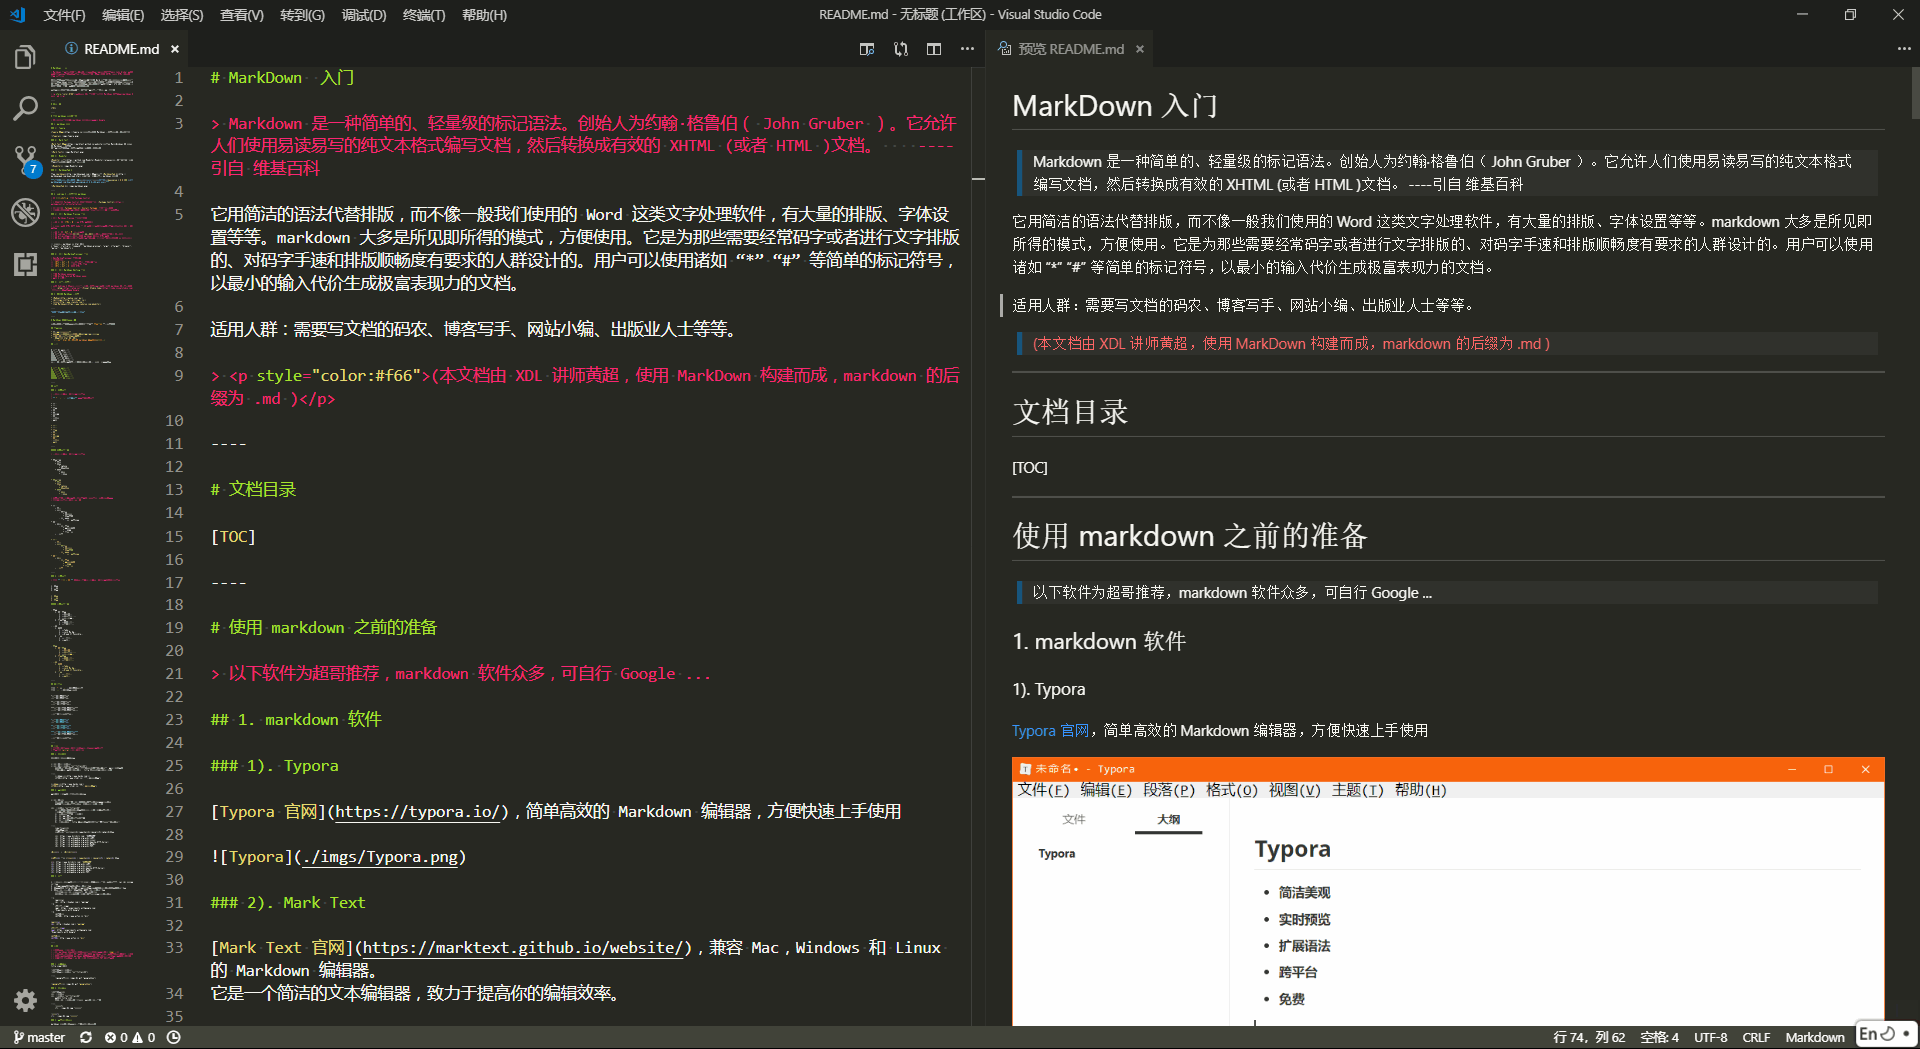 文件(F) 编辑(E) 选择(S) 查看(V) 转到(G) 调试(D) 终端(T) 帮助(H)
README.md - 无标题 (工作区) - Visual Studio Code
README.md ×
7
1 # MarkDown 入门
2
3 > Markdown 是一种简单的、轻量级的标记语法。创始人为约翰·格鲁伯（ John Gruber ）。它允许
人们使用易读易写的纯文本格式编写文档，然后转换成有效的 XHTML (或者 HTML )文档。 ----
引自 维基百科
4
5 它用简洁的语法代替排版，而不像一般我们使用的 Word 这类文字处理软件，有大量的排版、字体设
置等等。markdown 大多是所见即所得的模式，方便使用。它是为那些需要经常码字或者进行文字排版
的、对码字手速和排版顺畅度有要求的人群设计的。用户可以使用诸如 “*” “#” 等简单的标记符号，
以最小的输入代价生成极富表现力的文档。
6
7 适用人群：需要写文档的码农、博客写手、网站小编、出版业人士等等。
8
9 > <p style="color:#f66">(本文档由 XDL 讲师黄超，使用 MarkDown 构建而成，markdown 的后
缀为 .md )</p>
10
11 ----
12
13 # 文档目录
14
15 [TOC]
16
17 ----
18
19 # 使用 markdown 之前的准备
20
21 > 以下软件为超哥推荐，markdown 软件众多，可自行 Google ...
22
23 ## 1. markdown 软件
24
25 ### 1). Typora
26
27 [Typora 官网](https://typora.io/)，简单高效的 Markdown 编辑器，方便快速上手使用
28
29 ![Typora](./imgs/Typora.png)
30
31 ### 2). Mark Text
32
33 [Mark Text 官网](https://marktext.github.io/website/)，兼容 Mac，Windows 和 Linux
的 Markdown 编辑器。
34 它是一个简洁的文本编辑器，致力于提高你的编辑效率。
35
预览 README.md ×
MarkDown 入门
Markdown 是一种简单的、轻量级的标记语法。创始人为约翰·格鲁伯（ John Gruber ）。它允许人们使用易读易写的纯文本格式
编写文档，然后转换成有效的 XHTML (或者 HTML )文档。 ----引自 维基百科
它用简洁的语法代替排版，而不像一般我们使用的 Word 这类文字处理软件，有大量的排版、字体设置等等。markdown 大多是所见即
所得的模式，方便使用。它是为那些需要经常码字或者进行文字排版的、对码字手速和排版顺畅度有要求的人群设计的。用户可以使用
诸如 “*” “#” 等简单的标记符号，以最小的输入代价生成极富表现力的文档。
适用人群：需要写文档的码农、博客写手、网站小编、出版业人士等等。
(本文档由 XDL 讲师黄超，使用 MarkDown 构建而成，markdown 的后缀为 .md )
文档目录
[TOC]
使用 markdown 之前的准备
以下软件为超哥推荐，markdown 软件众多，可自行 Google ...
1. markdown 软件
1). Typora
Typora 官网，简单高效的 Markdown 编辑器，方便快速上手使用
T 未命名• - Typora
文件(F) 编辑(E) 段落(P) 格式(O) 视图(V) 主题(T) 帮助(H)
文件 大纲
Typora
Typora
• 简洁美观
• 实时预览
• 扩展语法
• 跨平台
• 免费
master 0 0
行 74，列 62 空格: 4 UTF-8 CRLF Markdown
En